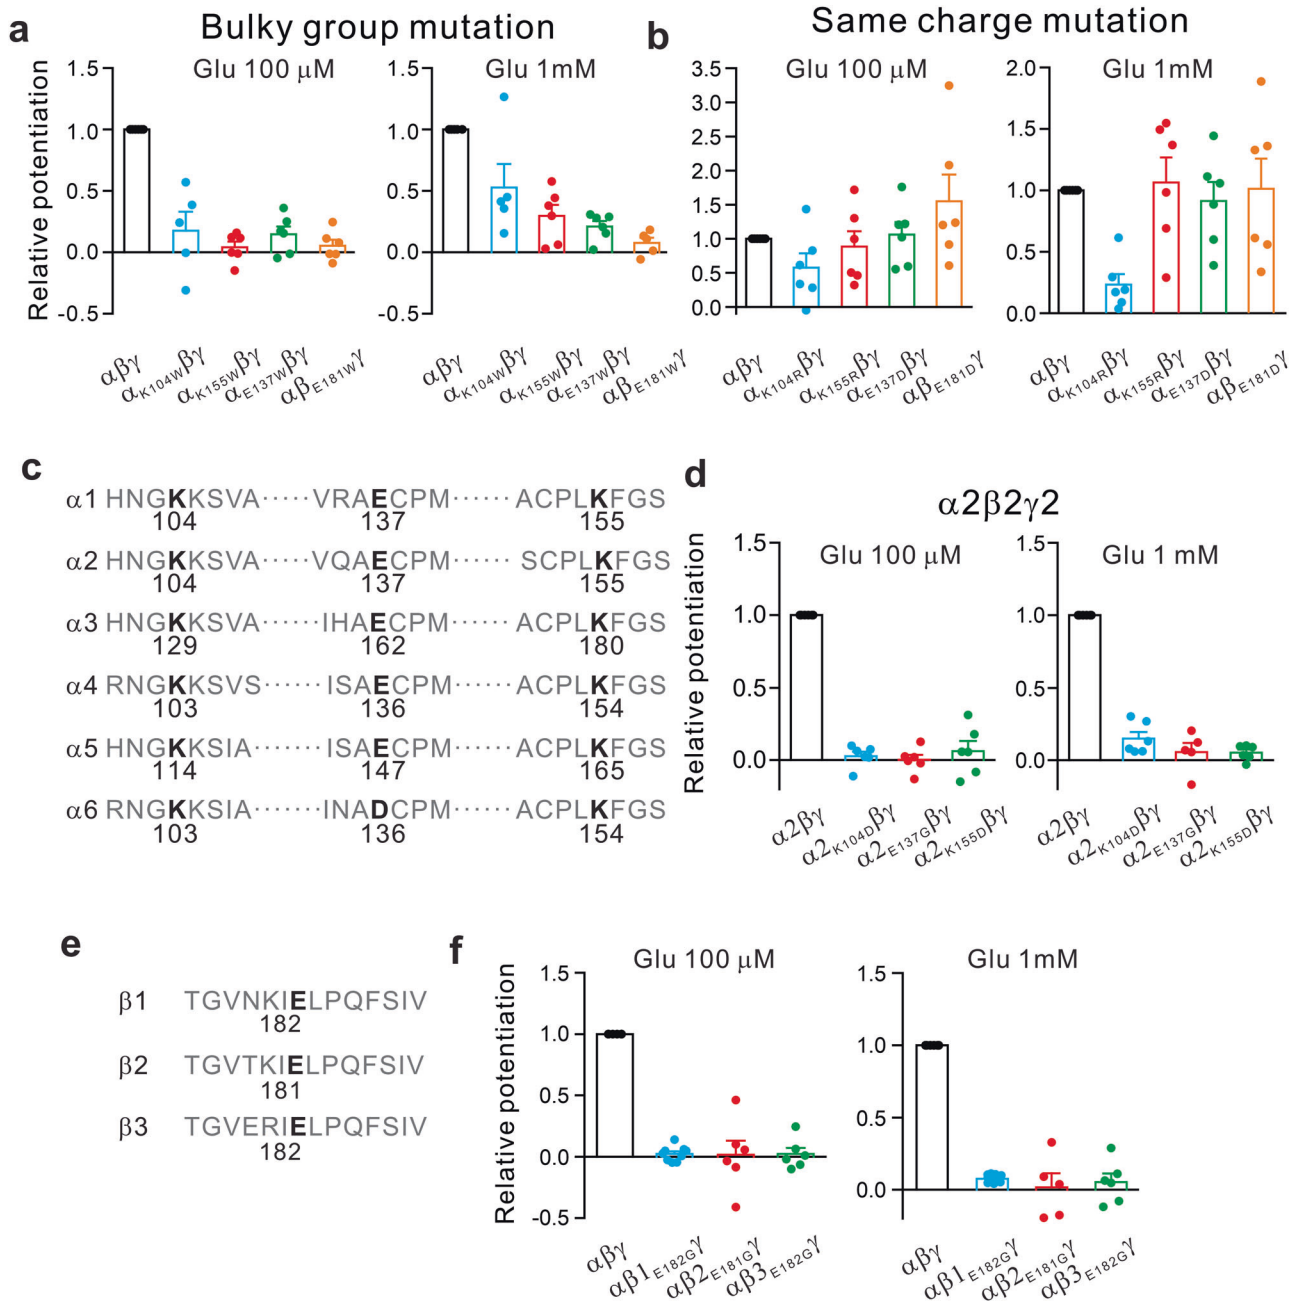 a
Bulky group mutation
Glu 100 μM
Glu 1mM
Relative potentiation
1.5
1.0
0.5
0.0
-0.5
1.5
1.0
0.5
0.0
-0.5
αβγ
αK104Wβγ
αK155Wβγ
αE137Wβγ
αβE181Wγ
αβγ
αK104Wβγ
αK155Wβγ
αE137Wβγ
αβE181Wγ
b
Same charge mutation
Glu 100 μM
Glu 1mM
3.5
3.0
2.5
2.0
1.5
1.0
0.5
0.0
2.0
1.5
1.0
0.5
0.0
αβγ
αK104Rβγ
αK155Rβγ
αE137Dβγ
αβE181Dγ
αβγ
αK104Rβγ
αK155Rβγ
αE137Dβγ
αβE181Dγ
c
α1 HNGKKSVA·····VRAECPM······ACPLKFGS
104 137 155
α2 HNGKKSVA······VQAECPM······SCPLKFGS
104 137 155
α3 HNGKKSVA······IHAECPM······ACPLKFGS
129 162 180
α4 RNGKKSVS······ISAECPM······ACPLKFGS
103 136 154
α5 HNGKKSIA······ISAECPM······ACPLKFGS
114 147 165
α6 RNGKKSIA······INADCPM······ACPLKFGS
103 136 154
d
α2β2γ2
Glu 100 μM
Glu 1 mM
Relative potentiation
1.5
1.0
0.5
0.0
1.5
1.0
0.5
0.0
α2βγ
α2K104Dβγ
α2E137Gβγ
α2K155Dβγ
α2βγ
α2K104Dβγ
α2E137Gβγ
α2K155Dβγ
e
β1 TGVNKIELPQFSIV
182
β2 TGVTKIELPQFSIV
181
β3 TGVERIELPQFSIV
182
f
Glu 100 μM
Glu 1mM
Relative potentiation
1.5
1.0
0.5
0.0
-0.5
1.5
1.0
0.5
0.0
αβγ
αβ1E182Gγ
αβ2E181Gγ
αβ3E182Gγ
αβγ
αβ1E182Gγ
αβ2E181Gγ
αβ3E182Gγ